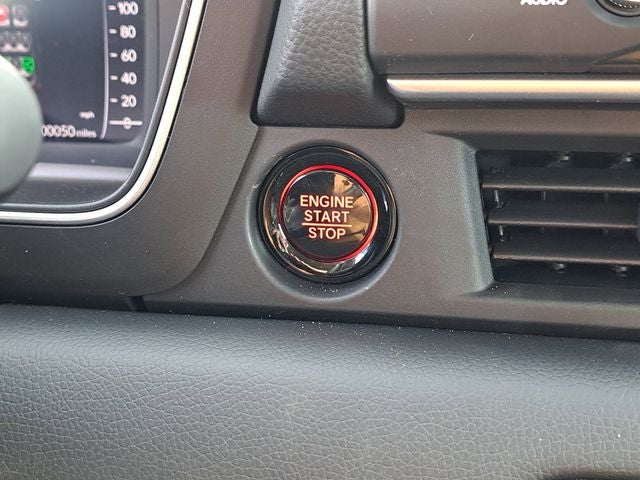 100
80
60
40
20
0
mph
00050 miles
AUDIO
ENGINE
START
STOP